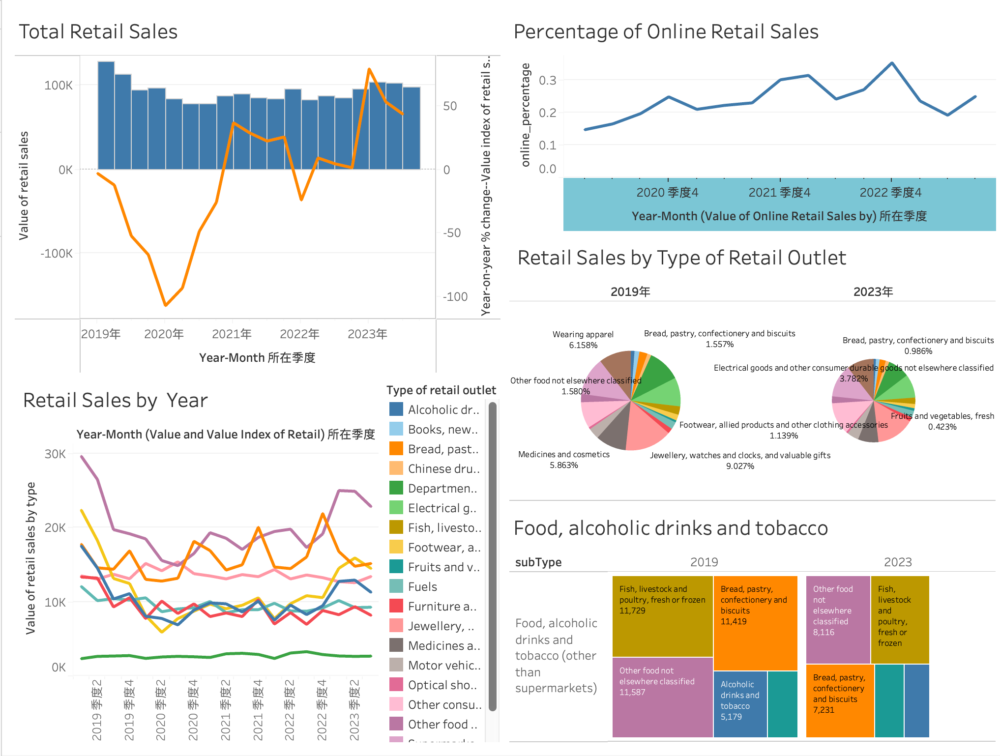 Total Retail Sales
Value of retail sales
100K
0K
-100K
50
0
-50
-100
Year-on-year % change--Value index of retail s..
2019年
2020年
2021年
2022年
2023年
Year-Month 所在季度
Percentage of Online Retail Sales
online_percentage
0.3
0.2
0.1
0.0
2020 季度4
2021 季度4
2022 季度4
Year-Month (Value of Online Retail Sales by) 所在季度
Retail Sales by Type of Retail Outlet
2019年
2023年
Wearing apparel
6.158%
Bread, pastry, confectionery and biscuits
1.557%
Other food not elsewhere classified
1.580%
Footwear, allied products and other clothing accessories
1.139%
Medicines and cosmetics
5.863%
Jewellery, watches and clocks, and valuable gifts
9.027%
Bread, pastry, confectionery and biscuits
0.986%
Electrical goods and other consumer durable goods not elsewhere classified
3.782%
Fruits and vegetables, fresh
0.423%
Retail Sales by  Year
Year-Month (Value and Value Index of Retail) 所在季度
Value of retail sales by type
30K
20K
10K
0K
2019 季度2
2019 季度4
2020 季度2
2020 季度4
2021 季度2
2021 季度4
2022 季度2
2022 季度4
2023 季度2
Type of retail outlet
Alcoholic dr..
Books, new..
Bread, past..
Chinese dru..
Departmen..
Electrical g..
Fish, livesto..
Footwear, a..
Fruits and v..
Fuels
Furniture a..
Jewellery, ..
Medicines a..
Motor vehic..
Optical sho..
Other consu..
Other food ..
Food, alcoholic drinks and tobacco
subType
2019
2023
Food, alcoholic
drinks and
tobacco (other
than
supermarkets)
Fish, livestock and
poultry, fresh or frozen
11,729
Bread, pastry,
confectionery and
biscuits
11,419
Other food not
elsewhere classified
11,587
Alcoholic
drinks and
tobacco
5,179
Other food
not
elsewhere
classified
8,116
Fish,
livestock
and
poultry,
fresh or
frozen
Bread, pastry,
confectionery
and biscuits
7,231